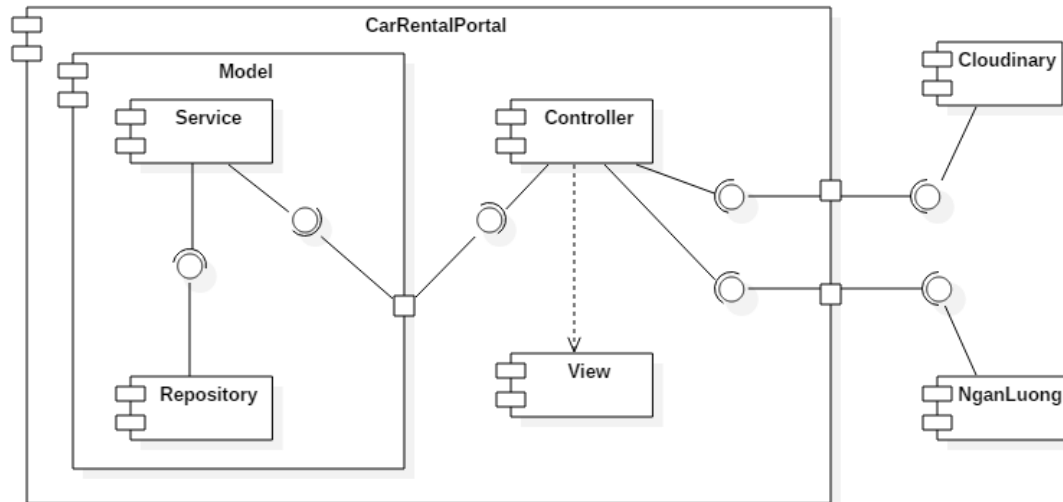 CarRentalPortal
Model
Cloudinary
Service
Controller
Repository
View
NganLuong